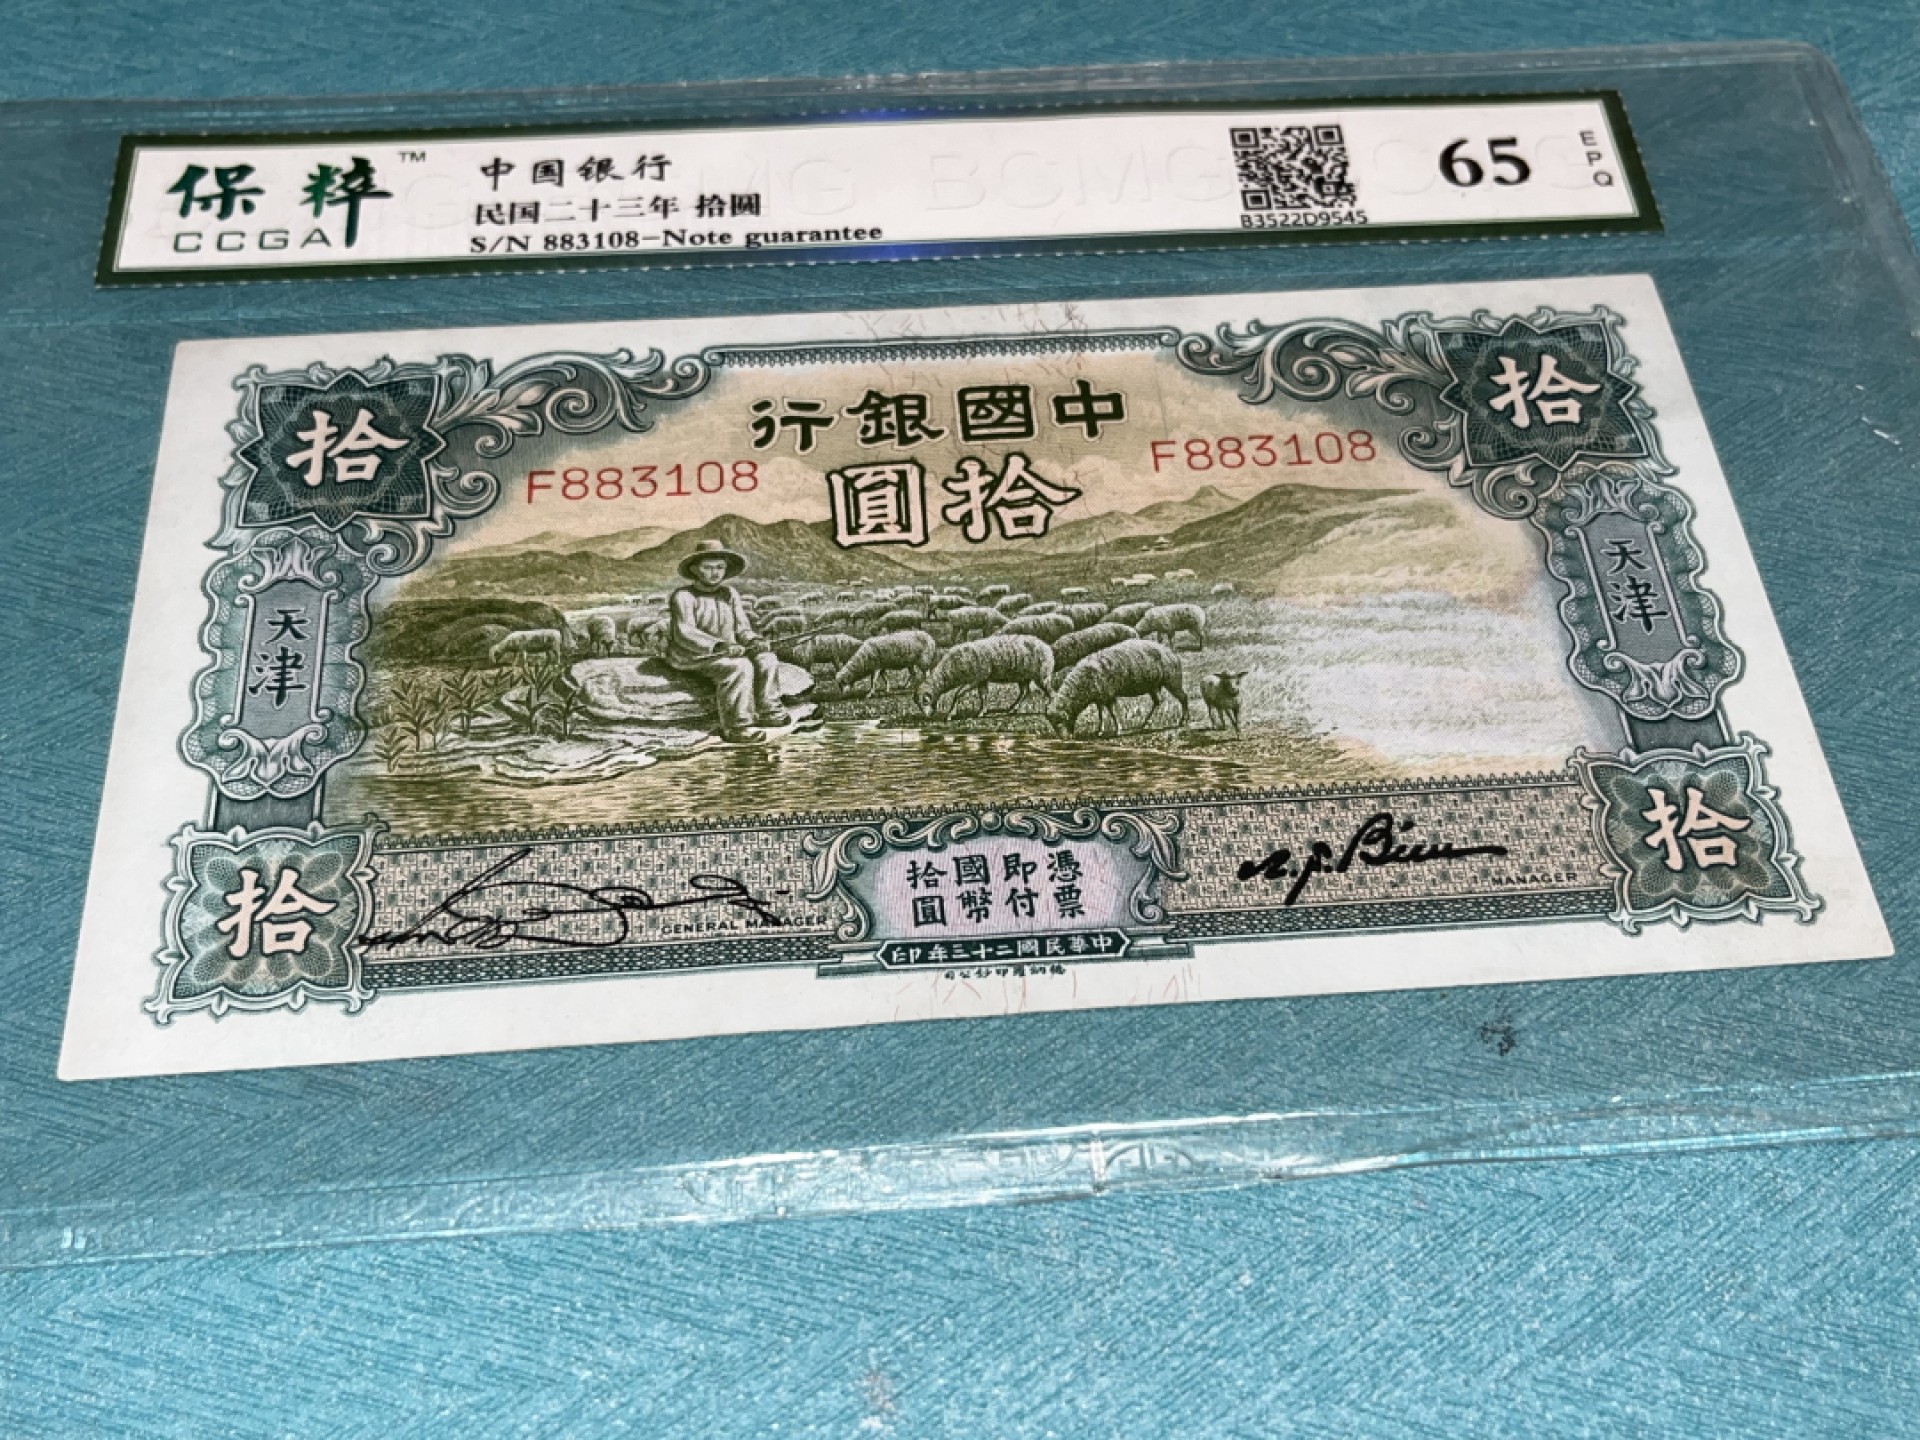 保粹™
CCGA
中国银行
民国二十三年 拾圆
S/N 883108-Note guarantee
B3522D9545
65
EPQ
BCMG
拾
拾
行銀國中
F883108
F883108
圓拾
天津
天津
拾
拾
GENERAL MANAGER
憑票
即付
國幣
拾圓
MANAGER
印年三十二國民華中